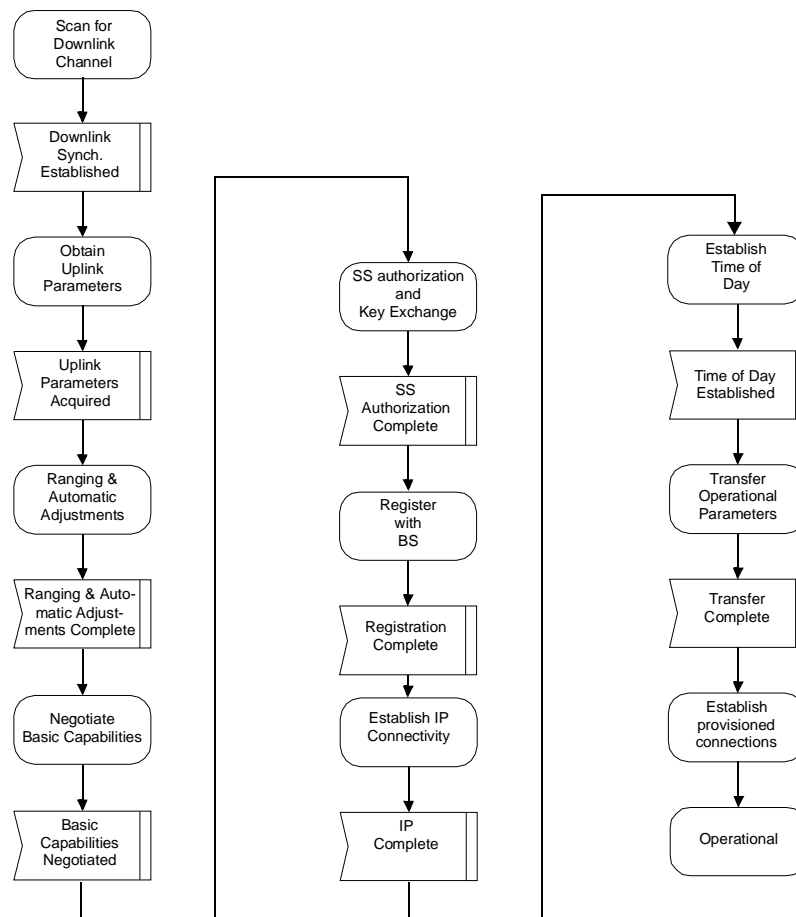 Scan for
Downlink
Channel
Downlink
Synch.
Established
Obtain
Uplink
Parameters
Uplink
Parameters
Acquired
Ranging &
Automatic
Adjustments
Ranging & Auto-
matic Adjust-
ments Complete
Negotiate
Basic Capabilities
Basic
Capabilities
Negotiated
SS authorization
and
Key Exchange
SS
Authorization
Complete
Register
with
BS
Registration
Complete
Establish IP
Connectivity
IP
Complete
Establish
Time of
Day
Time of Day
Established
Transfer
Operational
Parameters
Transfer
Complete
Establish
provisioned
connections
Operational